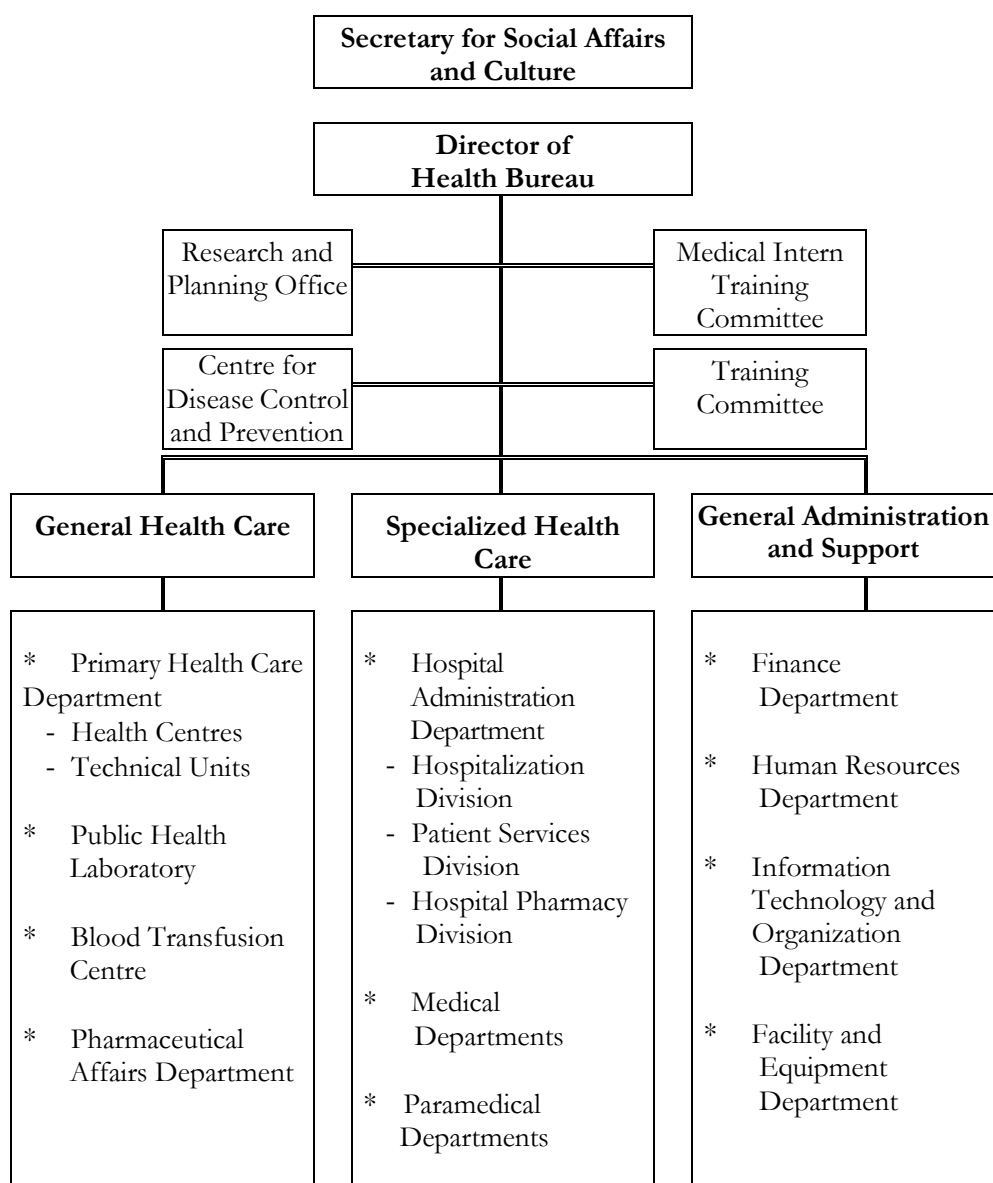 Secretary for Social Affairs
and Culture
Director of
Health Bureau
Research and
Planning Office
Medical Intern
Training
Committee
Centre for
Disease Control
and Prevention
Training
Committee
General Health Care
Specialized Health
Care
General Administration
and Support
* Primary Health Care
Department
- Health Centres
- Technical Units
* Public Health
Laboratory
* Blood Transfusion
Centre
* Pharmaceutical
Affairs Department
* Hospital
Administration
Department
- Hospitalization
Division
- Patient Services
Division
- Hospital Pharmacy
Division
* Medical
Departments
* Paramedical
Departments
* Finance
Department
* Human Resources
Department
* Information
Technology and
Organization
Department
* Facility and
Equipment
Department